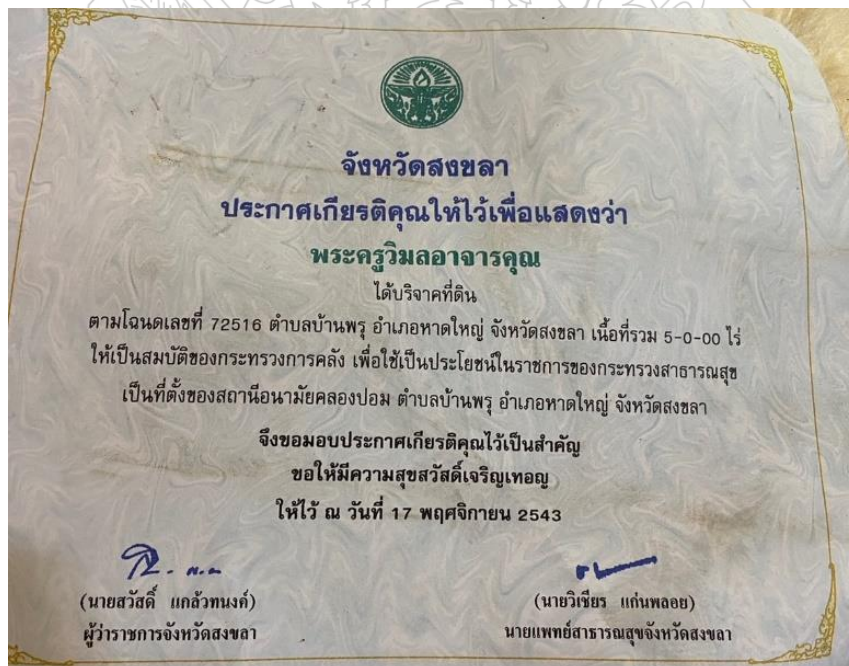 จังหวัดสงขลา
ประกาศเกียรติคุณให้ไว้เพื่อแสดงว่า
พระครูวิมลอาจารคุณ
ได้บริจาคที่ดิน
ตามโฉนดเลขที่ 72516 ตำบลบ้านพรุ อำเภอหาดใหญ่ จังหวัดสงขลา เนื้อที่รวม 5-0-00 ไร่
ให้เป็นสมบัติของกระทรวงการคลัง เพื่อใช้เป็นประโยชน์ในราชการของกระทรวงสาธารณสุข
เป็นที่ตั้งของสถานีอนามัยคลองปอม ตำบลบ้านพรุ อำเภอหาดใหญ่ จังหวัดสงขลา
จึงขอมอบประกาศเกียรติคุณไว้เป็นสำคัญ
ขอให้มีความสุขสวัสดิ์เจริญเทอญ
ให้ไว้ ณ วันที่ 17 พฤศจิกายน 2543
(นายสวัสดิ์ แกล้วทนงค์) (นายวิเชียร แก่นพลอย)
ผู้ว่าราชการจังหวัดสงขลา นายแพทย์สาธารณสุขจังหวัดสงขลา